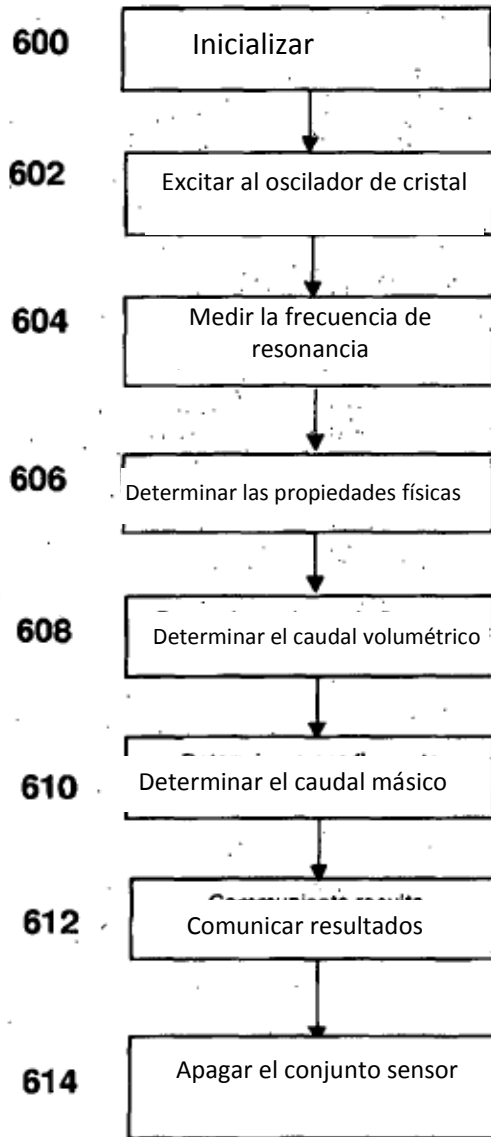 600 Inicializar
602 Excitar al oscilador de cristal
604 Medir la frecuencia de
resonancia
606 Determinar las propiedades físicas
608 Determinar el caudal volumétrico
610 Determinar el caudal másico
612 Comunicar resultados
614 Apagar el conjunto sensor